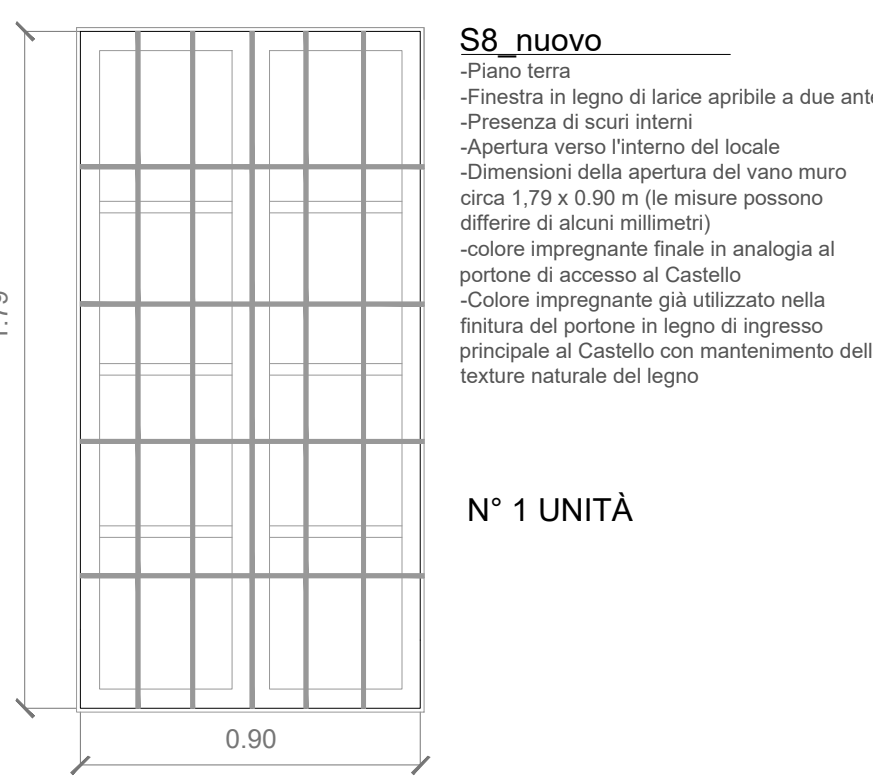 S8_nuovo
-Piano terra
-Finestra in legno di larice apribile a due ante
-Presenza di scuri interni
-Apertura verso l'interno del locale
-Dimensioni della apertura del vano muro
circa 1,79 x 0.90 m (le misure possono
differire di alcuni millimetri)
-colore impregnante finale in analogia al
portone di accesso al Castello
-Colore impregnante già utilizzato nella
finitura del portone in legno di ingresso
principale al Castello con mantenimento dell
texture naturale del legno
1.79
N° 1 UNITÀ
0.90